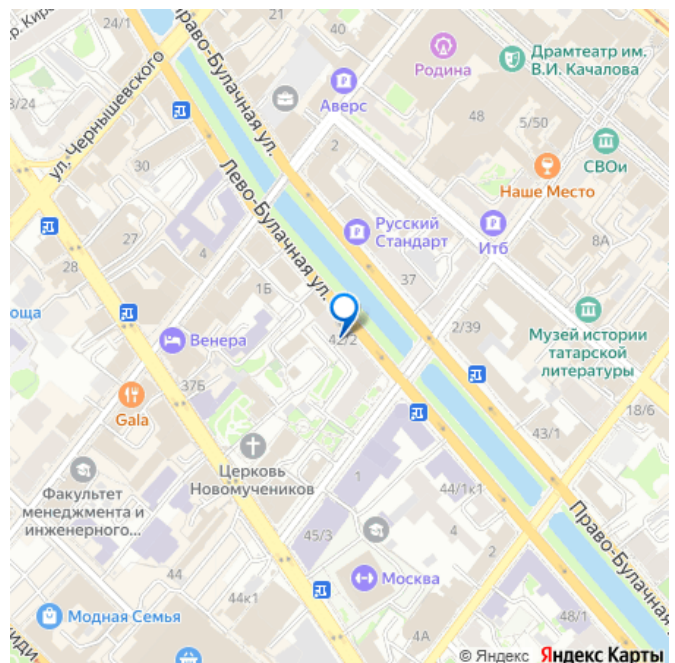 р. Киро
24/1
21
Право-Булачная ул.
40
Родина
Драмтеатр им.
В.И. Качалова
3/24
ул. Чернышевского
Аверс
48
5/50
2
СВОи
30
Лево-Булачная ул.
Наше Место
Русский
Стандарт
Итб
27
4
8А
28
1Б
37
оща
Венера
42/2
2/39
Музей истории
татарской
литературы
37Б
Gala
18/6
43/1
Церковь
Новомучеников
Факультет
менеджмента и
инженерного...
1
44/1к1
Право-Булачная
45/3
4
2
44
Москва
44к1
Модная Семья
48/1
4А
иди
© Яндекс Яндекс Карты